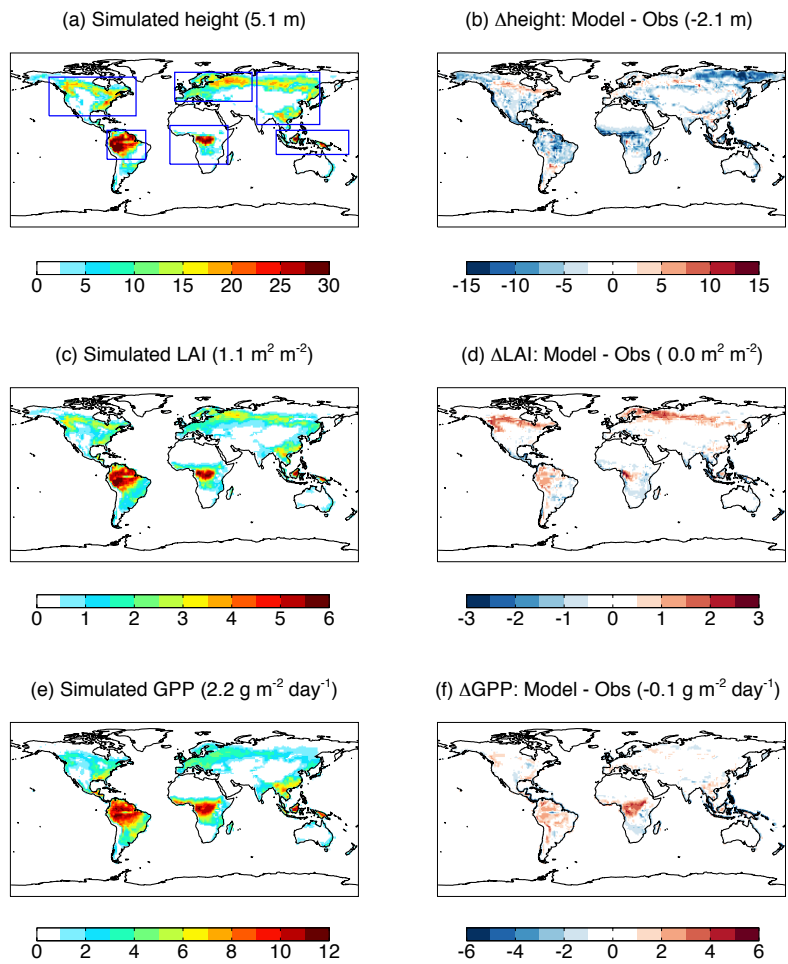 (a) Simulated height (5.1 m)
(b) Δheight: Model - Obs (-2.1 m)
0 5 10 15 20 25 30
-15 -10 -5 0 5 10 15
(c) Simulated LAI (1.1 m² m⁻²)
(d) ΔLAI: Model - Obs ( 0.0 m² m⁻²)
0 1 2 3 4 5 6
-3 -2 -1 0 1 2 3
(e) Simulated GPP (2.2 g m⁻² day⁻¹)
(f) ΔGPP: Model - Obs (-0.1 g m⁻² day⁻¹)
0 2 4 6 8 10 12
-6 -4 -2 0 2 4 6